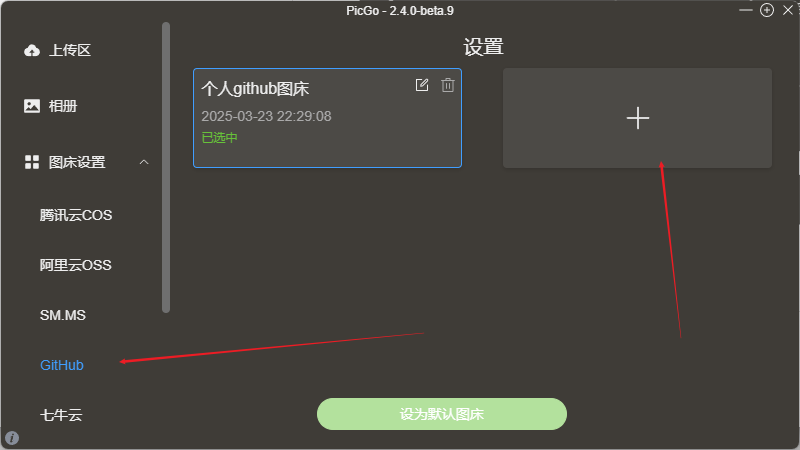 PicGo - 2.4.0-beta.9
上传区
相册
图床设置
腾讯云COS
阿里云OSS
SM.MS
GitHub
七牛云
设置
个人github图床
2025-03-23 22:29:08
已选中
设为默认图床